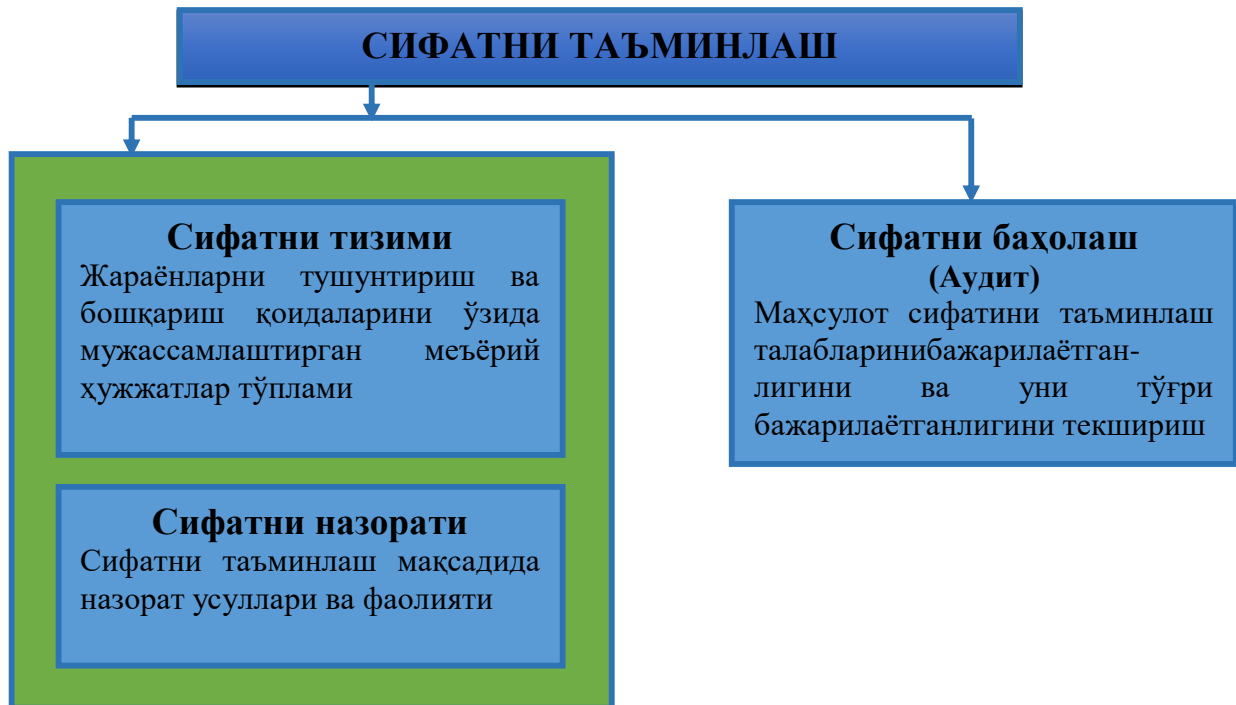 СИФАТНИ ТАЪМИНЛАШ
Сифатни тизими
Жараёнларни тушунтириш ва
бошқариш қоидаларини ўзида
мужассамлаштирган меъёрий
ҳужжатлар тўплами
Сифатни назорати
Сифатни таъминлаш мақсадида
назорат усуллари ва фаолияти
Сифатни баҳолаш
(Аудит)
Маҳсулот сифатини таъминлаш
талабларинибажарилаётган-
лигини ва уни тўғри
бажарилаётганлигини текшириш